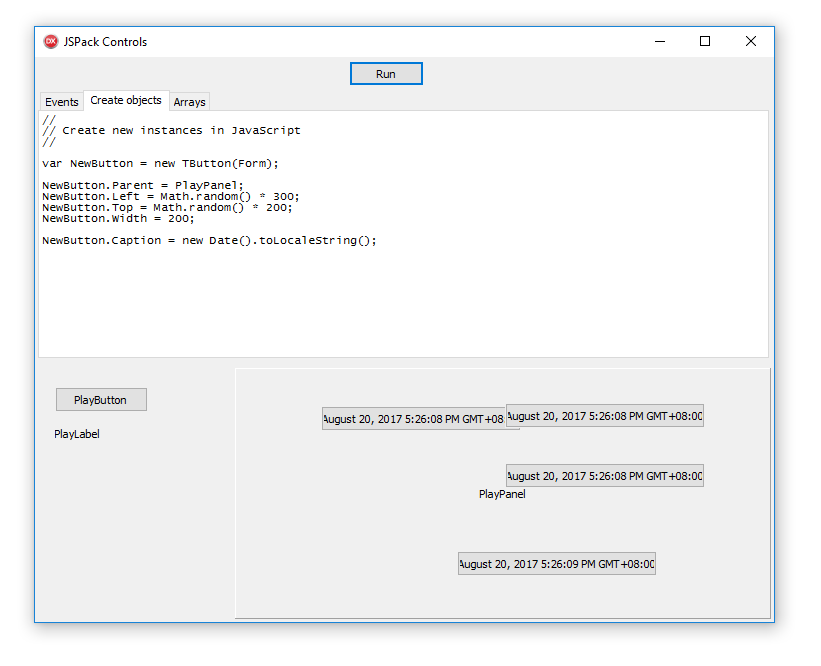 DX JSPack Controls
Run
Events Create objects Arrays
//
// Create new instances in JavaScript
//
var NewButton = new TButton(Form);
NewButton.Parent = PlayPanel;
NewButton.Left = Math.random() * 300;
NewButton.Top = Math.random() * 200;
NewButton.Width = 200;
NewButton.Caption = new Date().toLocaleString();
PlayButton
PlayLabel
August 20, 2017 5:26:08 PM GMT+08
August 20, 2017 5:26:08 PM GMT+08:00
August 20, 2017 5:26:08 PM GMT+08:00
PlayPanel
August 20, 2017 5:26:09 PM GMT+08:00